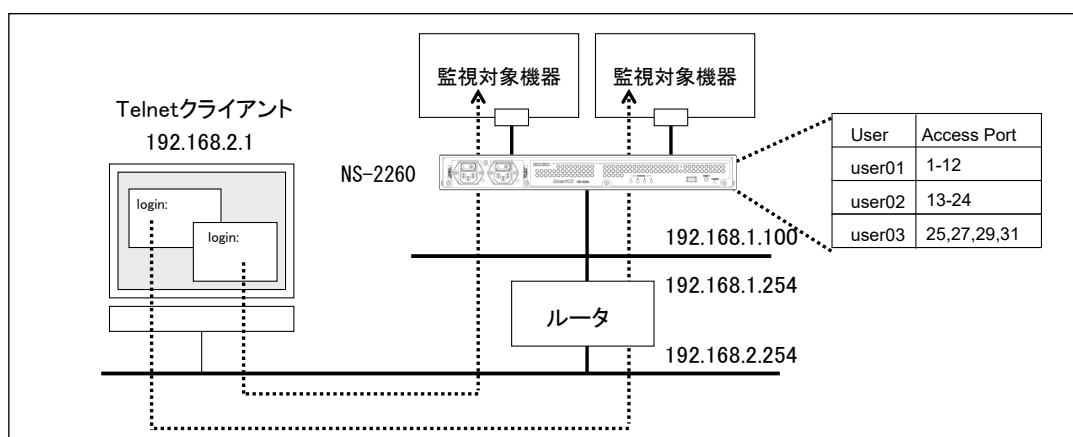 監視対象機器
監視対象機器
Telnetクライアント
192.168.2.1
login:
login:
NS-2260
User Access Port
user01 1-12
user02 13-24
user03 25,27,29,31
192.168.1.100
192.168.1.254
ルータ
192.168.2.254